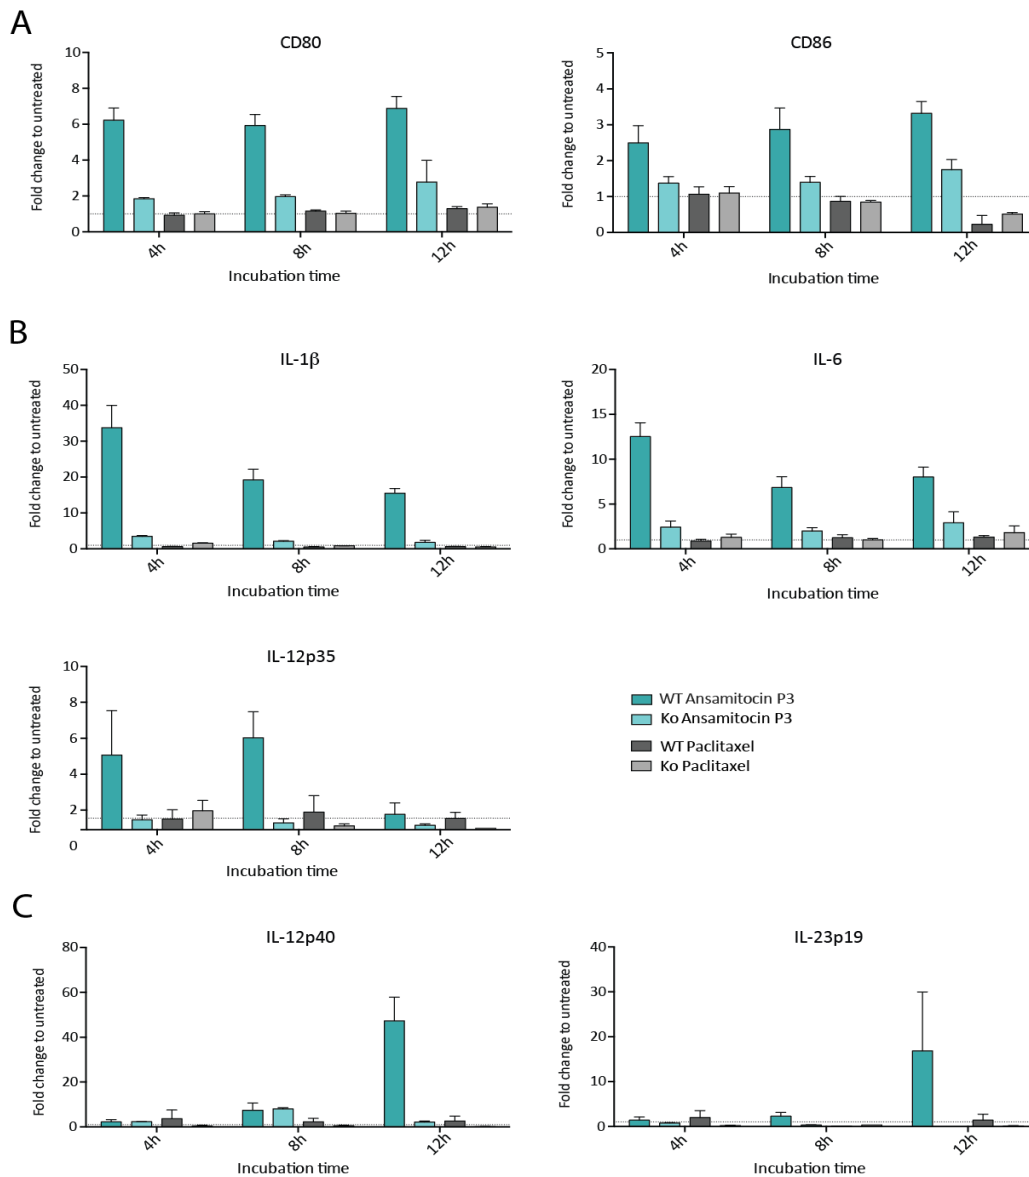 A
CD80
Fold change to untreated
10
8
6
4
2
0
4h
8h
12h
Incubation time
CD86
Fold change to untreated
5
4
3
2
1
0
4h
8h
12h
Incubation time
B
IL-1β
Fold change to untreated
50
40
30
20
10
0
4h
8h
12h
Incubation time
IL-6
Fold change to untreated
20
15
10
5
0
4h
8h
12h
Incubation time
IL-12p35
Fold change to untreated
10
8
6
4
2
0
4h
8h
12h
Incubation time
WT Ansamitocin P3
Ko Ansamitocin P3
WT Paclitaxel
Ko Paclitaxel
C
IL-12p40
Fold change to untreated
80
60
40
20
0
4h
8h
12h
Incubation time
IL-23p19
Fold change to untreated
40
30
20
10
0
4h
8h
12h
Incubation time